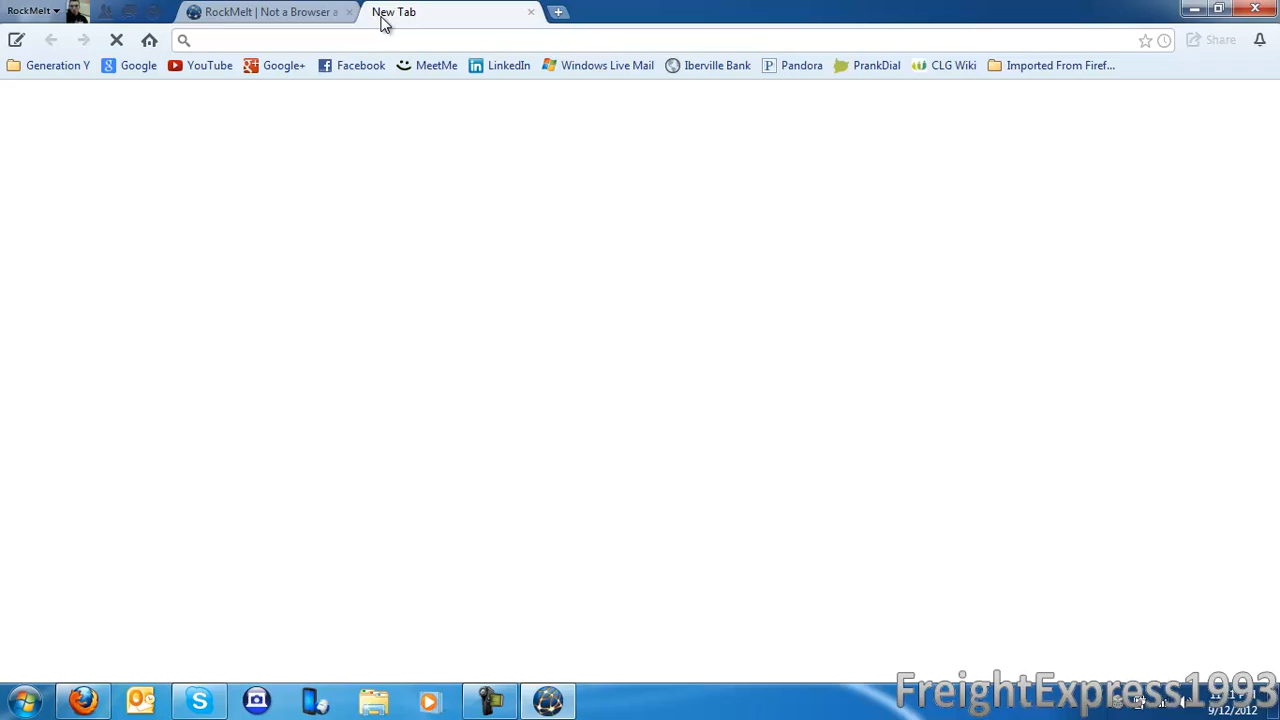 RockMelt
RockMelt | Not a Browser a
New Tab
Share
Generation Y
Google
YouTube
Google+
Facebook
MeetMe
LinkedIn
Windows Live Mail
Iberville Bank
Pandora
PrankDial
CLG Wiki
Imported From Firef...
FreightExpress1993
9/12/2012